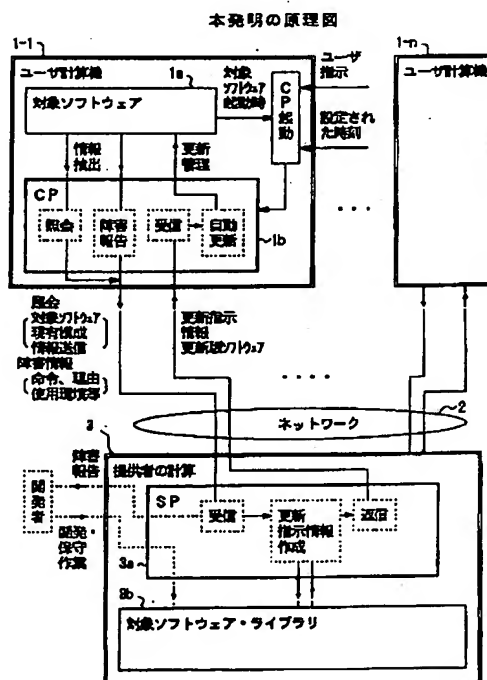 本発明の原理図
1-1
1-n
ユーザ計算機
1a
対象
ソフトウェア
起動時
ユーザ
指示
ユーザ計算機
対象ソフトウェア
CP起動
設定され
た時刻
情報
抽出
更新
管理
CP
照会
障害
報告
受信
自動
更新
1b
照会
対象ソフトウェア
現有構成
情報送信
障害情報
命令、理由
使用環境等
更新指示
情報
更新版ソフトウェア
2
ネットワーク
3
障害
報告
提供者の計算
開発者
SP
受信
更新
指示情報
作成
返信
開発・
保守
作業
3a
3b
対象ソフトウェア・ライブラリ